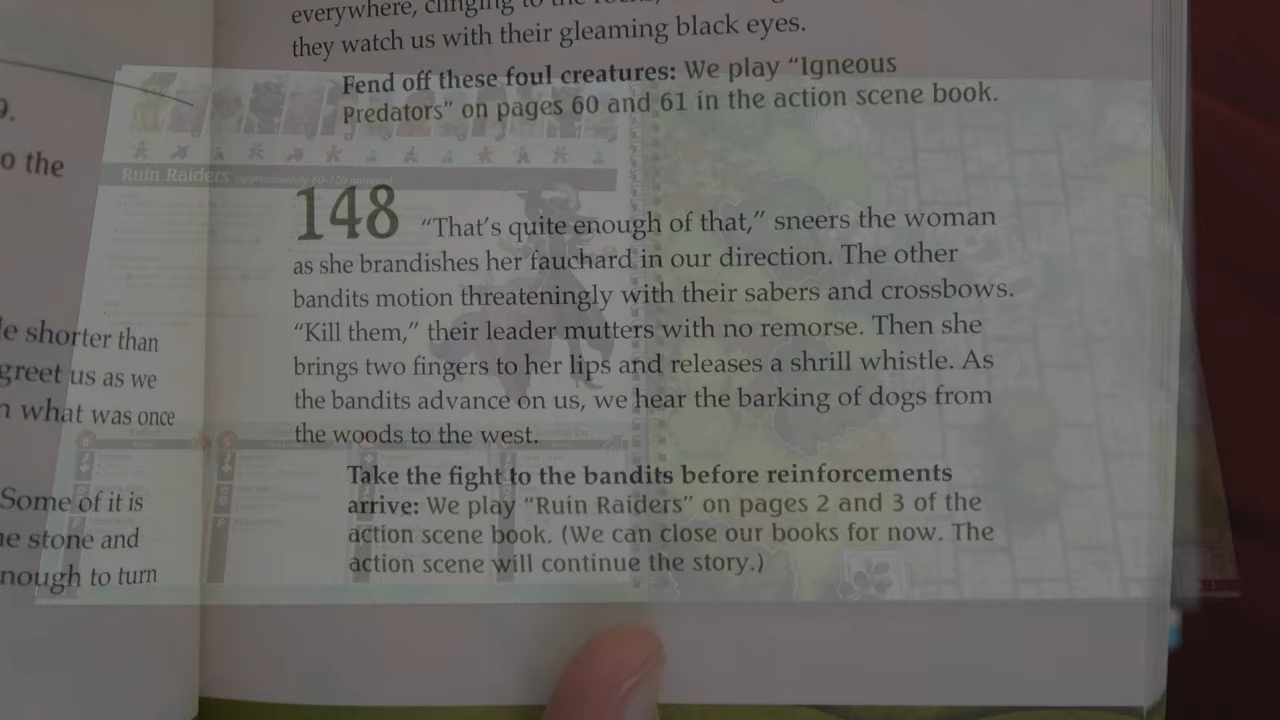 everywhere, clinging to the
they watch us with their gleaming black eyes.
Fend off these foul creatures: We play “Igneous
Predators” on pages 60 and 61 in the action scene book.
9.
o the
Ruin Raiders (approximately 60-120 minutes)
148 “That’s quite enough of that,” sneers the woman
as she brandishes her fauchard in our direction. The other
bandits motion threateningly with their sabers and crossbows.
“Kill them,” their leader mutters with no remorse. Then she
brings two fingers to her lips and releases a shrill whistle. As
the bandits advance on us, we hear the barking of dogs from
the woods to the west.
Take the fight to the bandits before reinforcements
arrive: We play “Ruin Raiders” on pages 2 and 3 of the
action scene book. (We can close our books for now. The
action scene will continue the story.)
le shorter than
greet us as we
n what was once
Some of it is
ne stone and
nough to turn